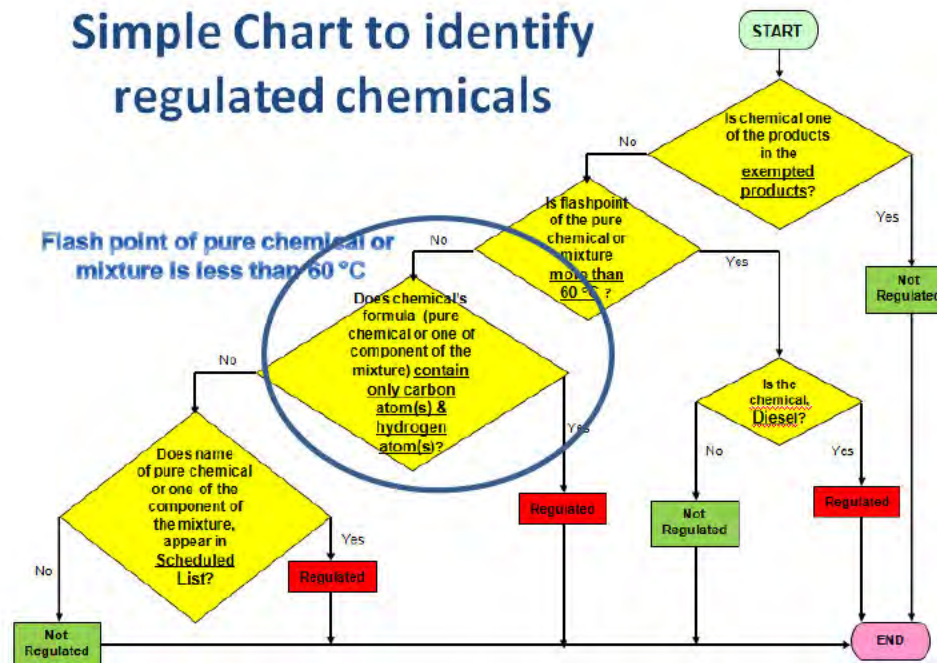 Simple Chart to identify
regulated chemicals
START
Is chemical one
of the products
in the
exempted
products?
No
Yes
Not
Regulated
Is flashpoint
of the pure
chemical or
mixture
more than
60 °C ?
No
Yes
Flash point of pure chemical or
mixture is less than 60 °C
Does chemical's
formula (pure
chemical or one of
component of the
mixture) contain
only carbon
atom(s) &
hydrogen
atom(s)?
No
Yes
Regulated
Is the
chemical,
Diesel?
No
Yes
Not
Regulated
Regulated
Does name
of pure chemical
or one of the
component of
the mixture,
appear in
Scheduled
List?
No
Yes
Not
Regulated
Regulated
END